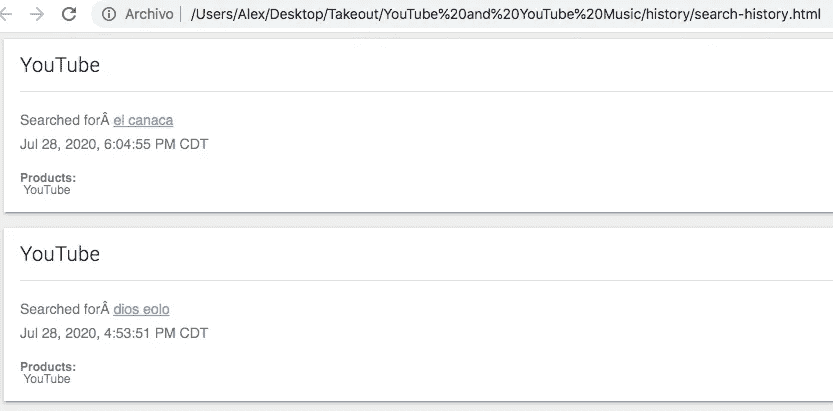 Archivo | /Users/Alex/Desktop/Takeout/YouTube%20and%20YouTube%20Music/history/search-history.html
YouTube
Searched forÂ el canaca
Jul 28, 2020, 6:04:55 PM CDT
Products:
YouTube
YouTube
Searched forÂ dios eolo
Jul 28, 2020, 4:53:51 PM CDT
Products:
YouTube